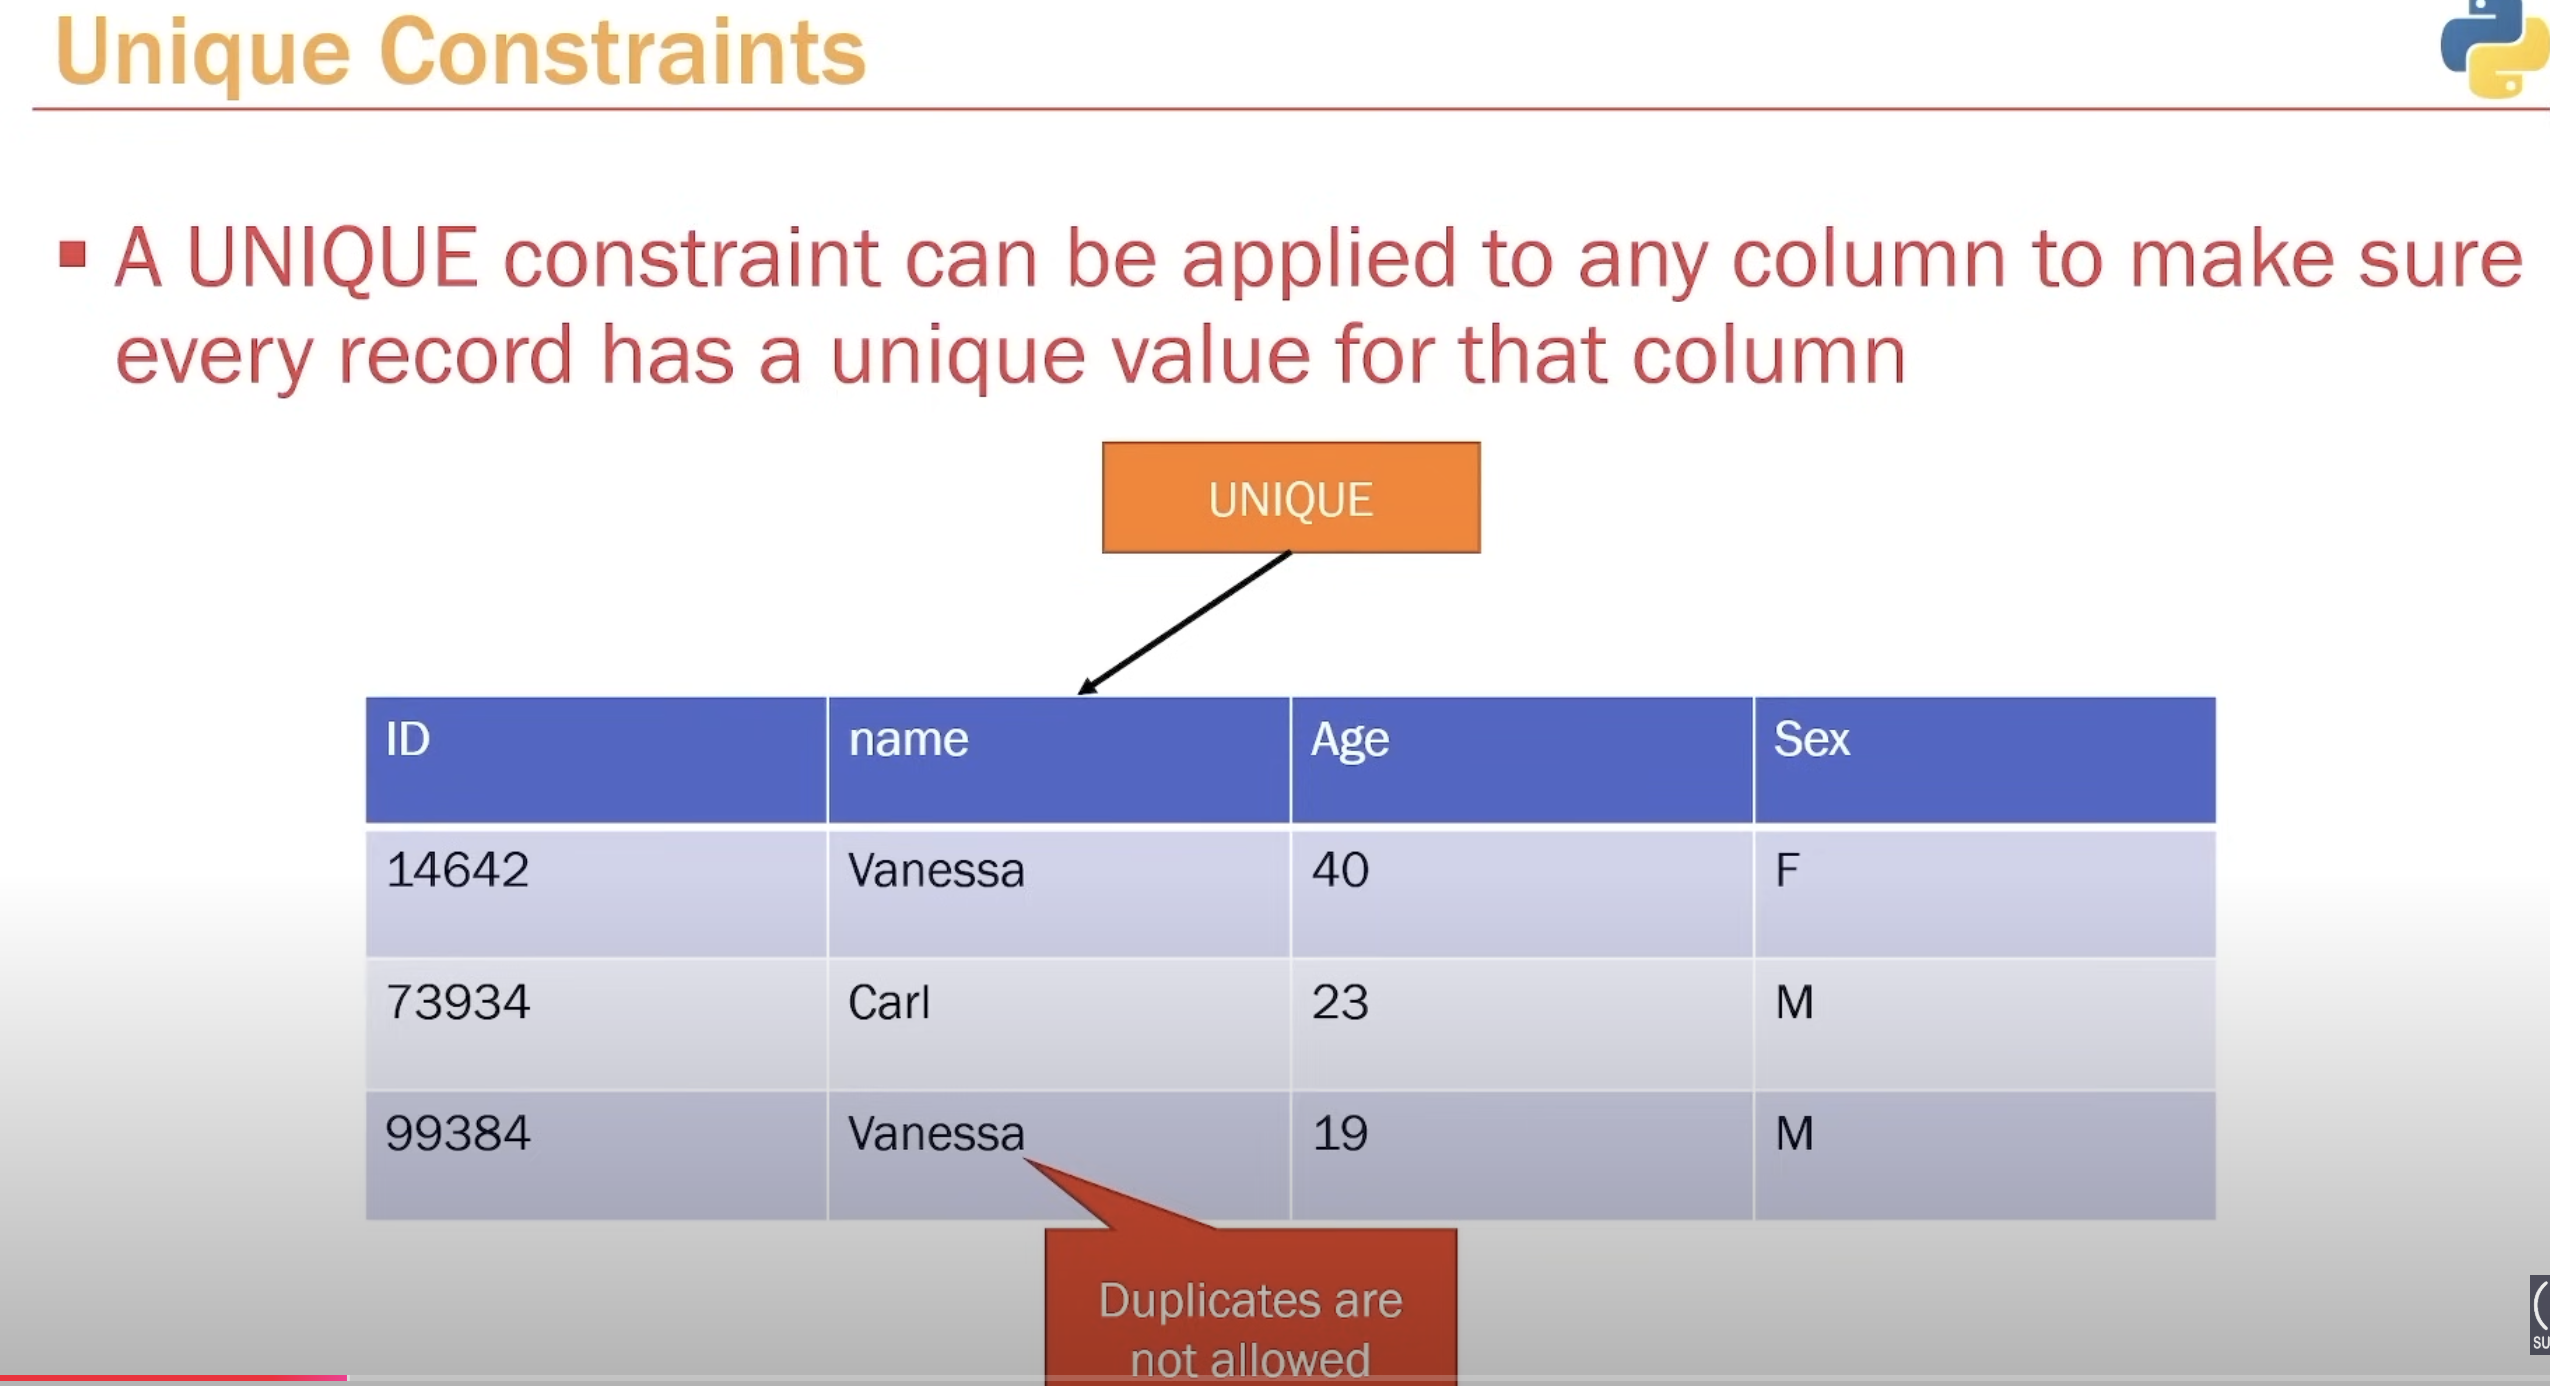 Unique Constraints
▪ A UNIQUE constraint can be applied to any column to make sure
every record has a unique value for that column
UNIQUE
ID name Age Sex
14642 Vanessa 40 F
73934 Carl 23 M
99384 Vanessa 19 M
Duplicates are
not allowed